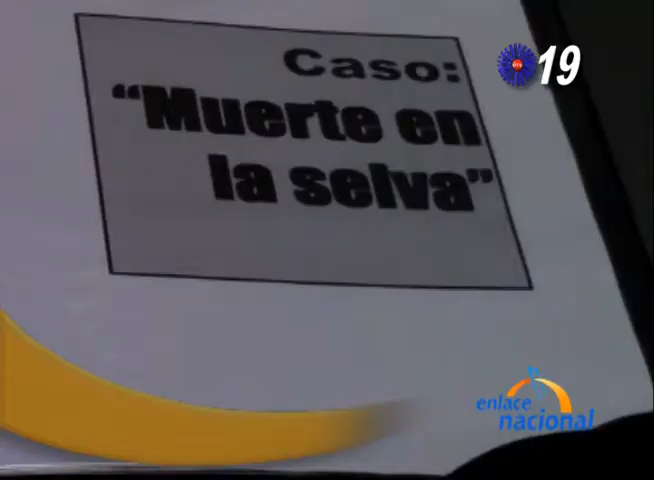 Caso:
“Muerte en
la selva”
19
enlace
nacional